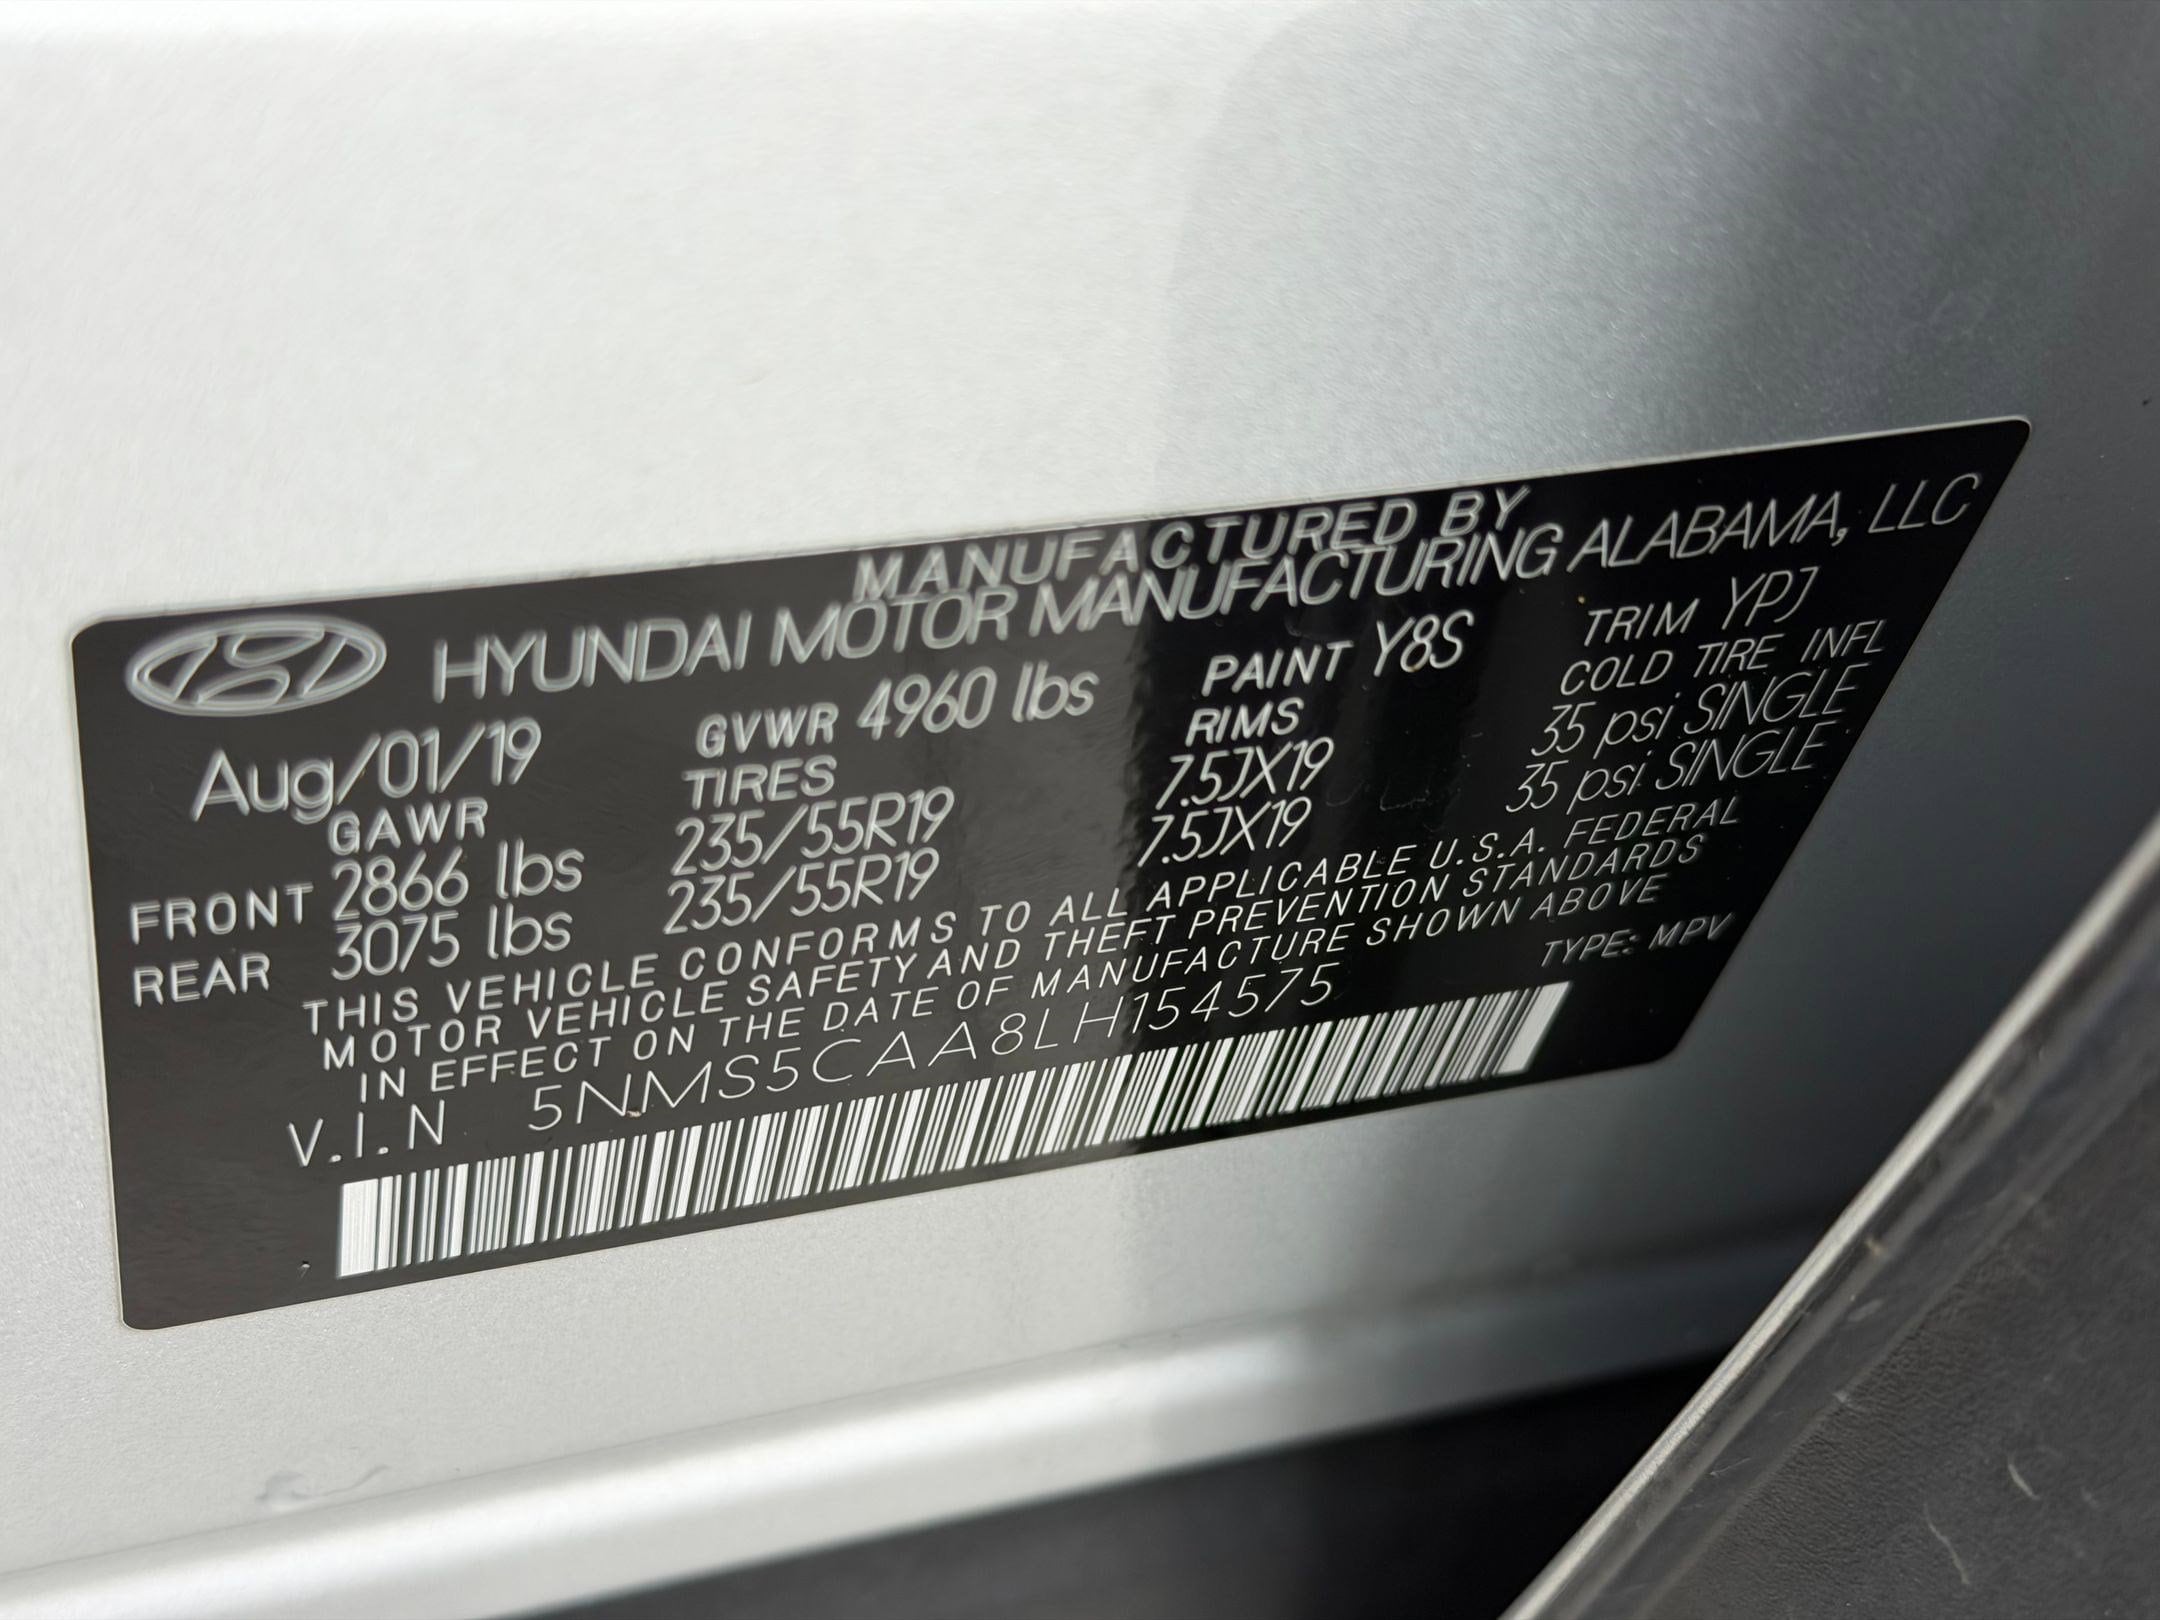 MANUFACTURED BY
HYUNDAI MOTOR MANUFACTURING ALABAMA, LLC
Aug/01/19 GVWR 4960 lbs PAINT Y8S TRIM YPJ
GAWR TIRES RIMS COLD TIRE INFL
FRONT 2866 lbs 235/55R19 7.5JX19 35 psi SINGLE
REAR 3075 lbs 235/55R19 7.5JX19 35 psi SINGLE
THIS VEHICLE CONFORMS TO ALL APPLICABLE U.S.A. FEDERAL
MOTOR VEHICLE SAFETY AND THEFT PREVENTION STANDARDS
IN EFFECT ON THE DATE OF MANUFACTURE SHOWN ABOVE
V.I.N 5NMS5CAA8LH154575 TYPE: MPV